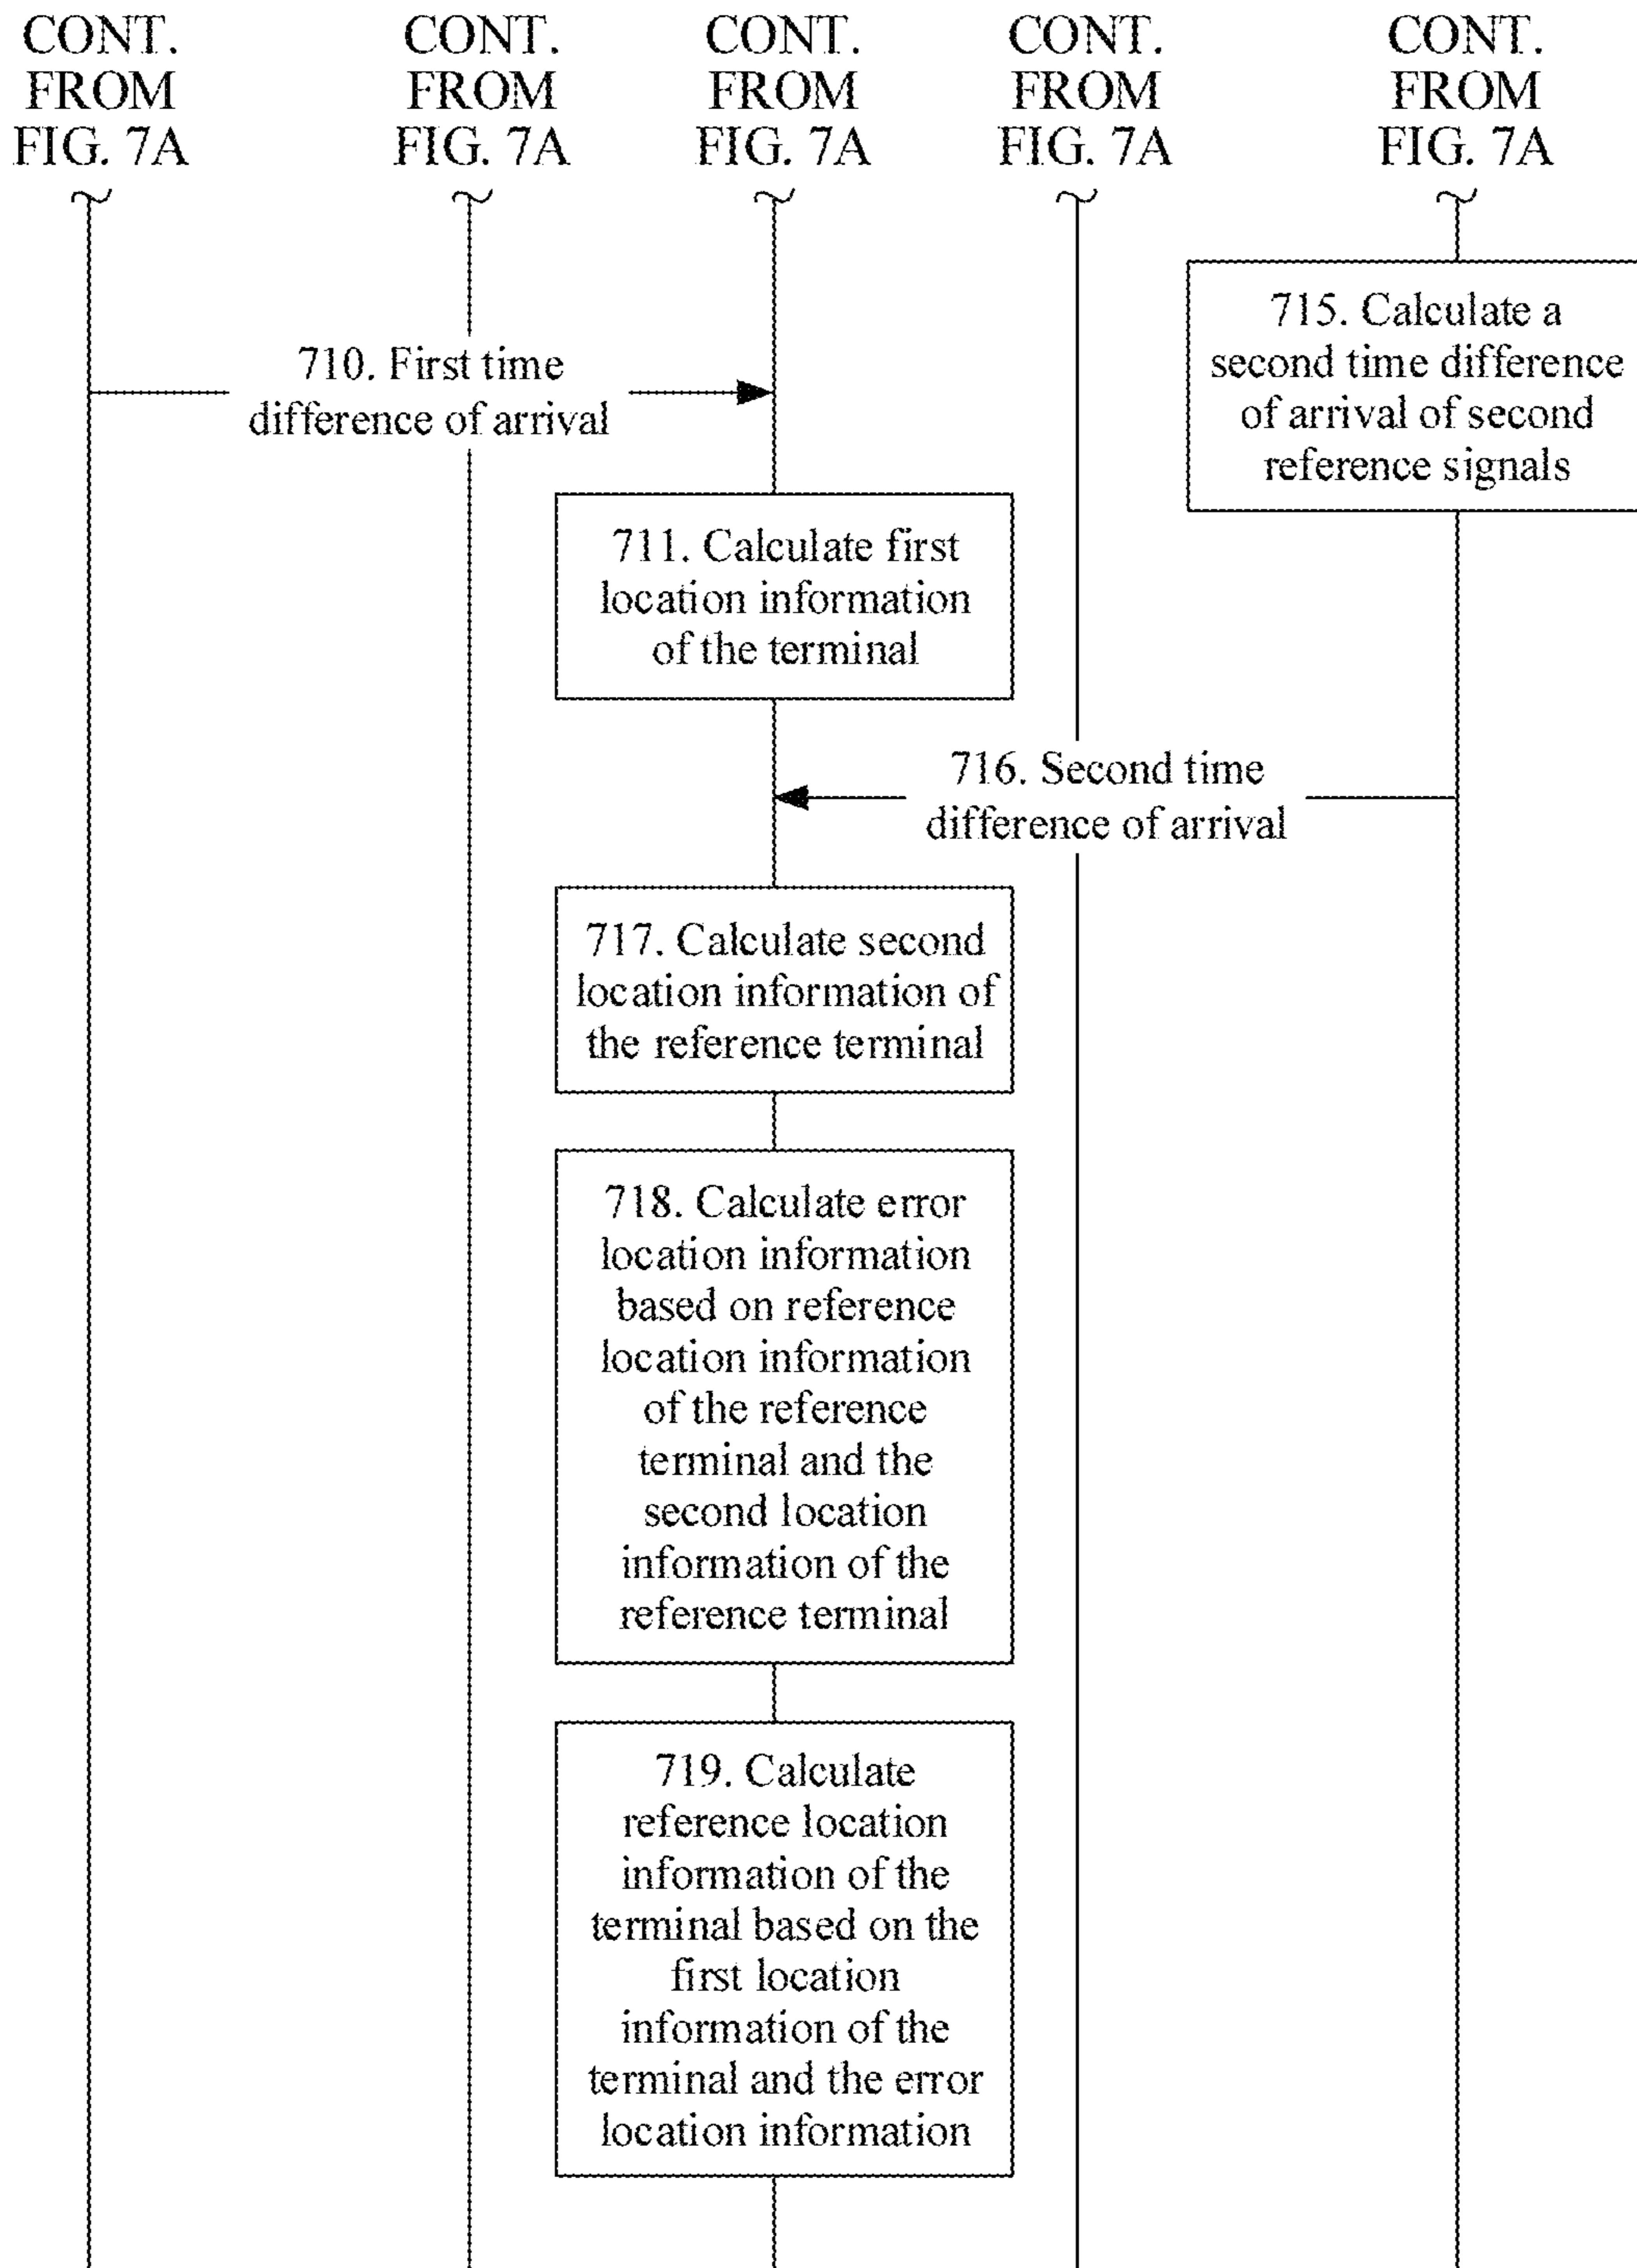 CONT.
FROM
FIG. 7A
CONT.
FROM
FIG. 7A
CONT.
FROM
FIG. 7A
CONT.
FROM
FIG. 7A
CONT.
FROM
FIG. 7A
715. Calculate a
second time difference
of arrival of second
reference signals
710. First time
difference of arrival
711. Calculate first
location information
of the terminal
716. Second time
difference of arrival
717. Calculate second
location information of
the reference terminal
718. Calculate error
location information
based on reference
location information
of the reference
terminal and the
second location
information of the
reference terminal
719. Calculate
reference location
information of the
terminal based on the
first location
information of the
terminal and the error
location information